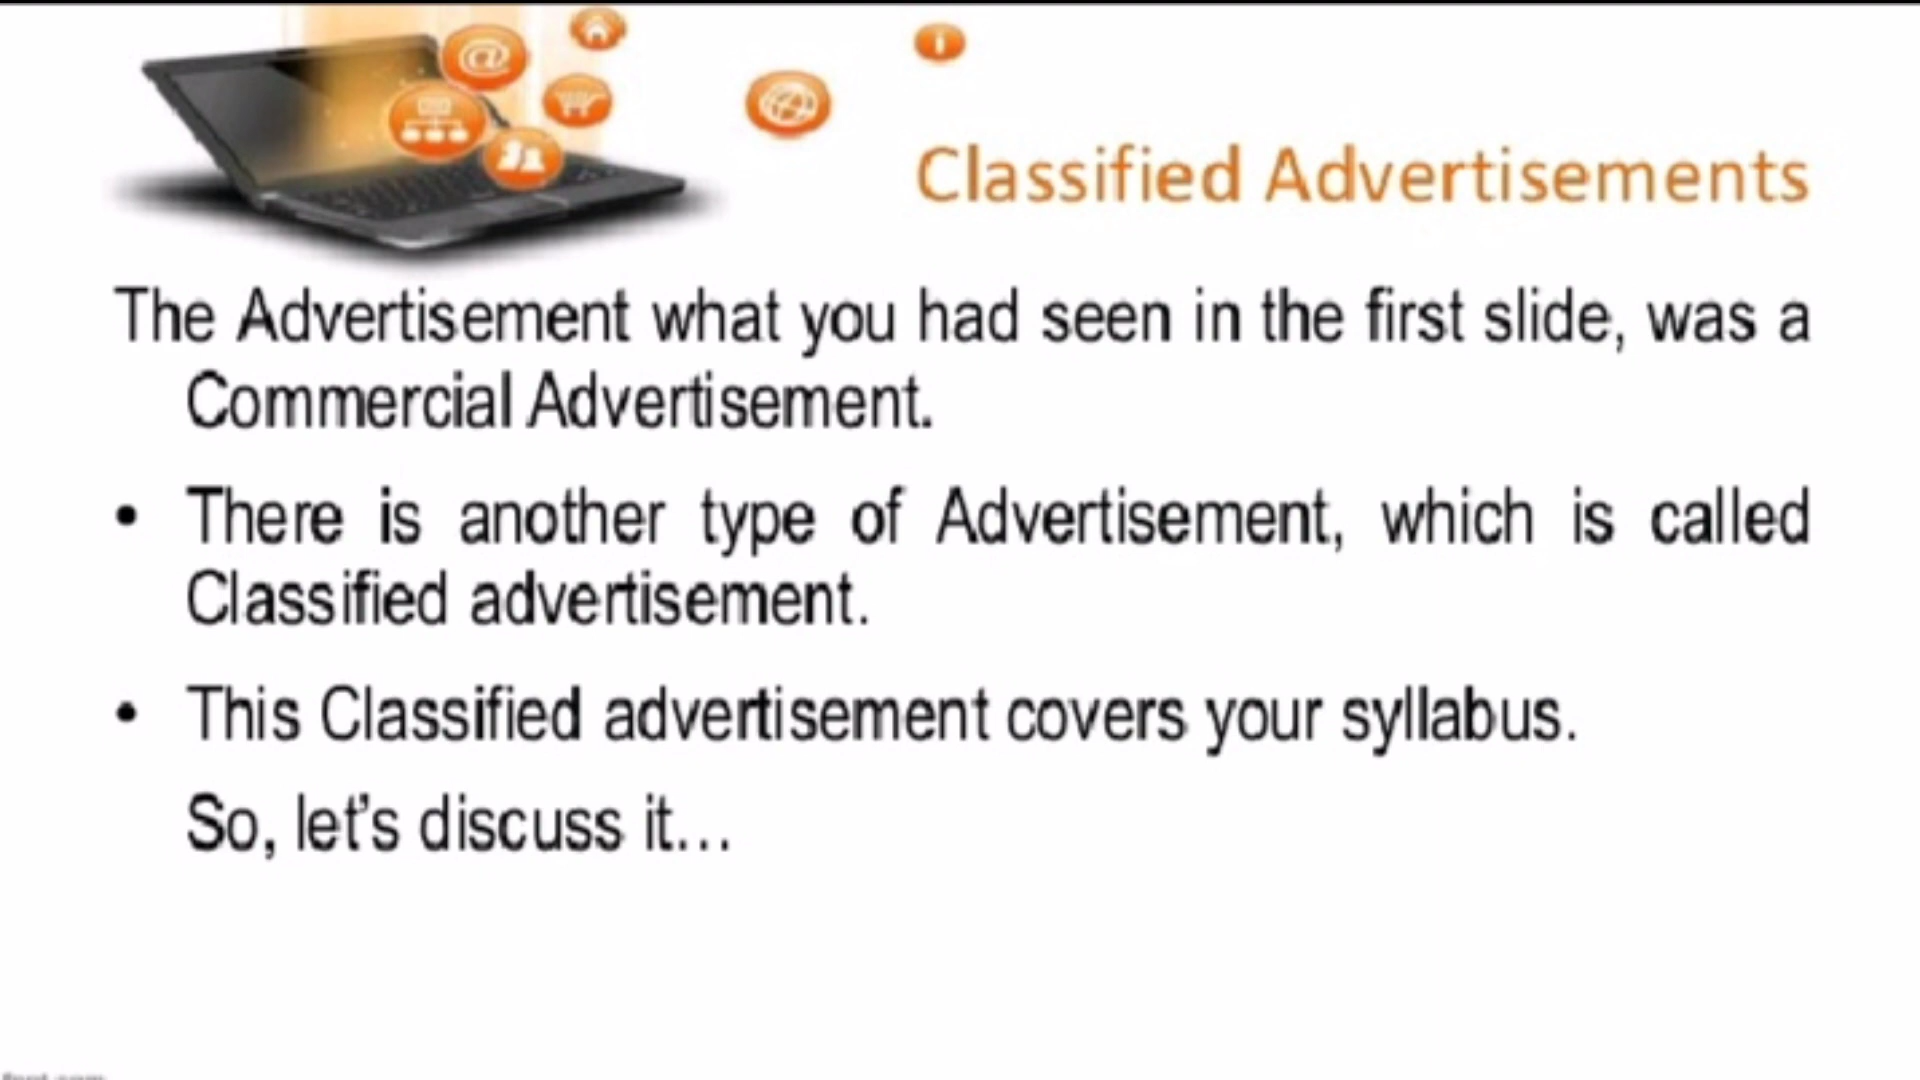 Classified Advertisements
The Advertisement what you had seen in the first slide, was a
Commercial Advertisement.
• There is another type of Advertisement, which is called
Classified advertisement.
• This Classified advertisement covers your syllabus.
So, let's discuss it...